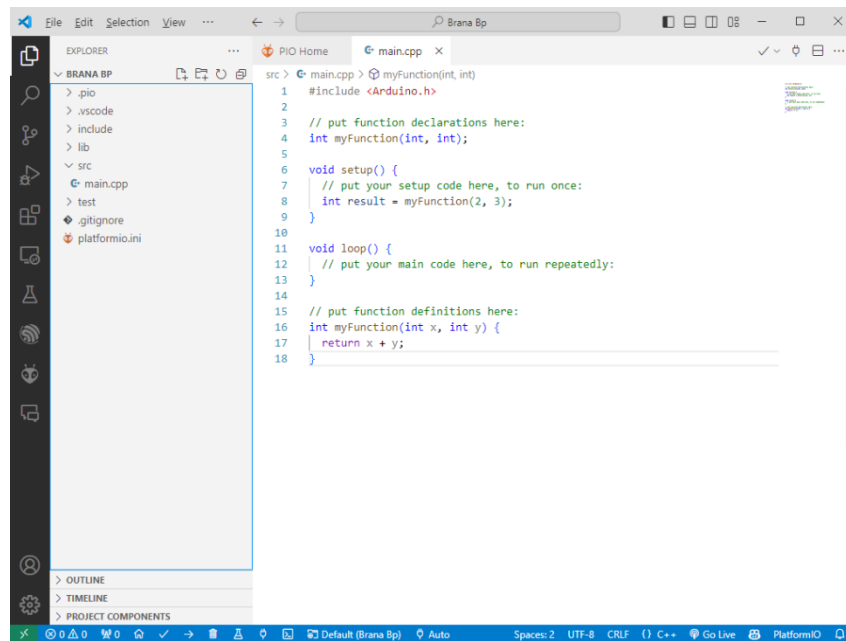 File Edit Selection View ··· Brana Bp
EXPLORER ···
BRANA BP
.pio
.vscode
include
lib
src
main.cpp
test
.gitignore
platformio.ini
OUTLINE
TIMELINE
PROJECT COMPONENTS
PIO Home main.cpp
src > main.cpp > myFunction(int, int)
1 #include <Arduino.h>
2
3 // put function declarations here:
4 int myFunction(int, int);
5
6 void setup() {
7 // put your setup code here, to run once:
8 int result = myFunction(2, 3);
9 }
10
11 void loop() {
12 // put your main code here, to run repeatedly:
13 }
14
15 // put function definitions here:
16 int myFunction(int x, int y) {
17 return x + y;
18 }
0 0 0 Default (Brana Bp) Auto Spaces: 2 UTF-8 CRLF {} C++ Go Live PlatformIO